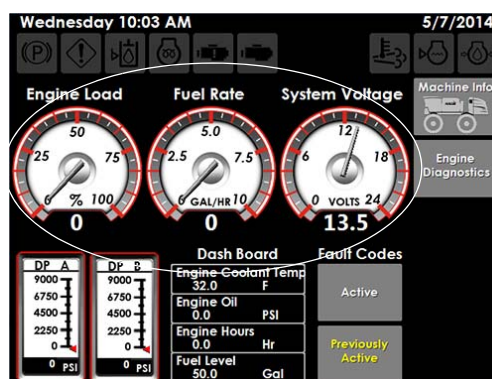 Wednesday 10:03 AM 5/7/2014
Engine Load
Fuel Rate
System Voltage
Machine Info
Engine
Diagnostics
0 25 50 75 100
%
0
0 2.5 5.0 7.5 10
GAL/HR
0
0 6 12 18 24
VOLTS
13.5
DP A
9000
6750
4500
2250
0
0 PSI
DP B
9000
6750
4500
2250
0
0 PSI
Dash Board
Engine Coolant Temp
32.0 F
Engine Oil
0.0 PSI
Engine Hours
0.0 Hr
Fuel Level
50.0 Gal
Fault Codes
Active
Previously
Active